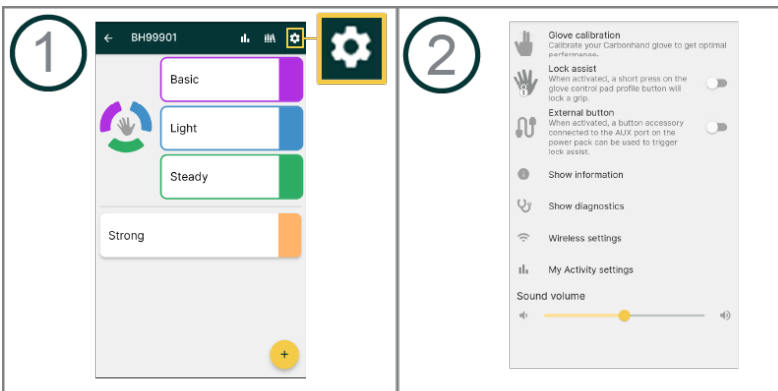 1
BH99901
Basic
Light
Steady
Strong
+
2
Glove calibration
Calibrate your Carbonhand glove to get optimal
performance.
Lock assist
When activated, a short press on the
glove control pad profile button will
lock a grip.
External button
When activated, a button accessory
connected to the AUX port on the
power pack can be used to trigger
lock assist.
Show information
Show diagnostics
Wireless settings
My Activity settings
Sound volume